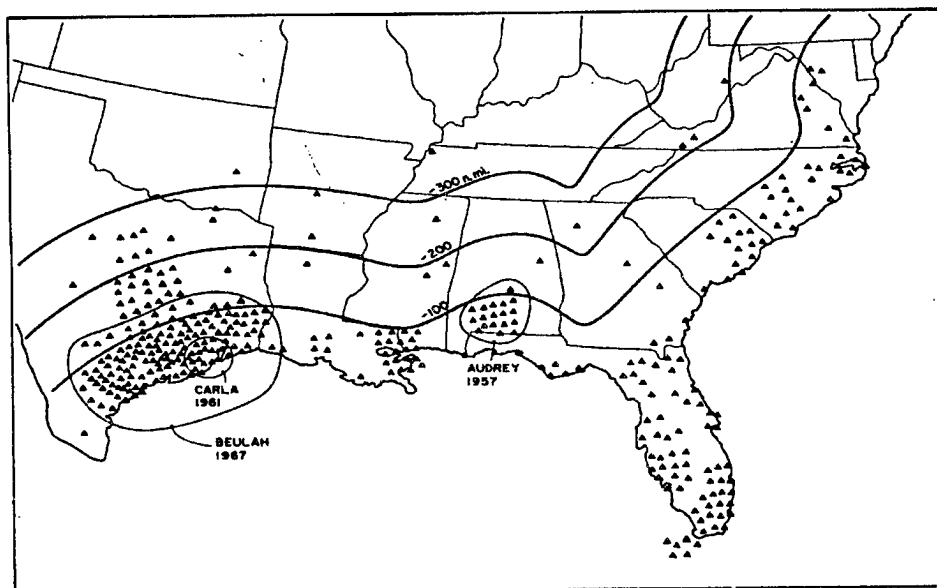 -300 n.mi.
-200
-100
AUDREY
1957
CARLA
1961
BEULAH
1967